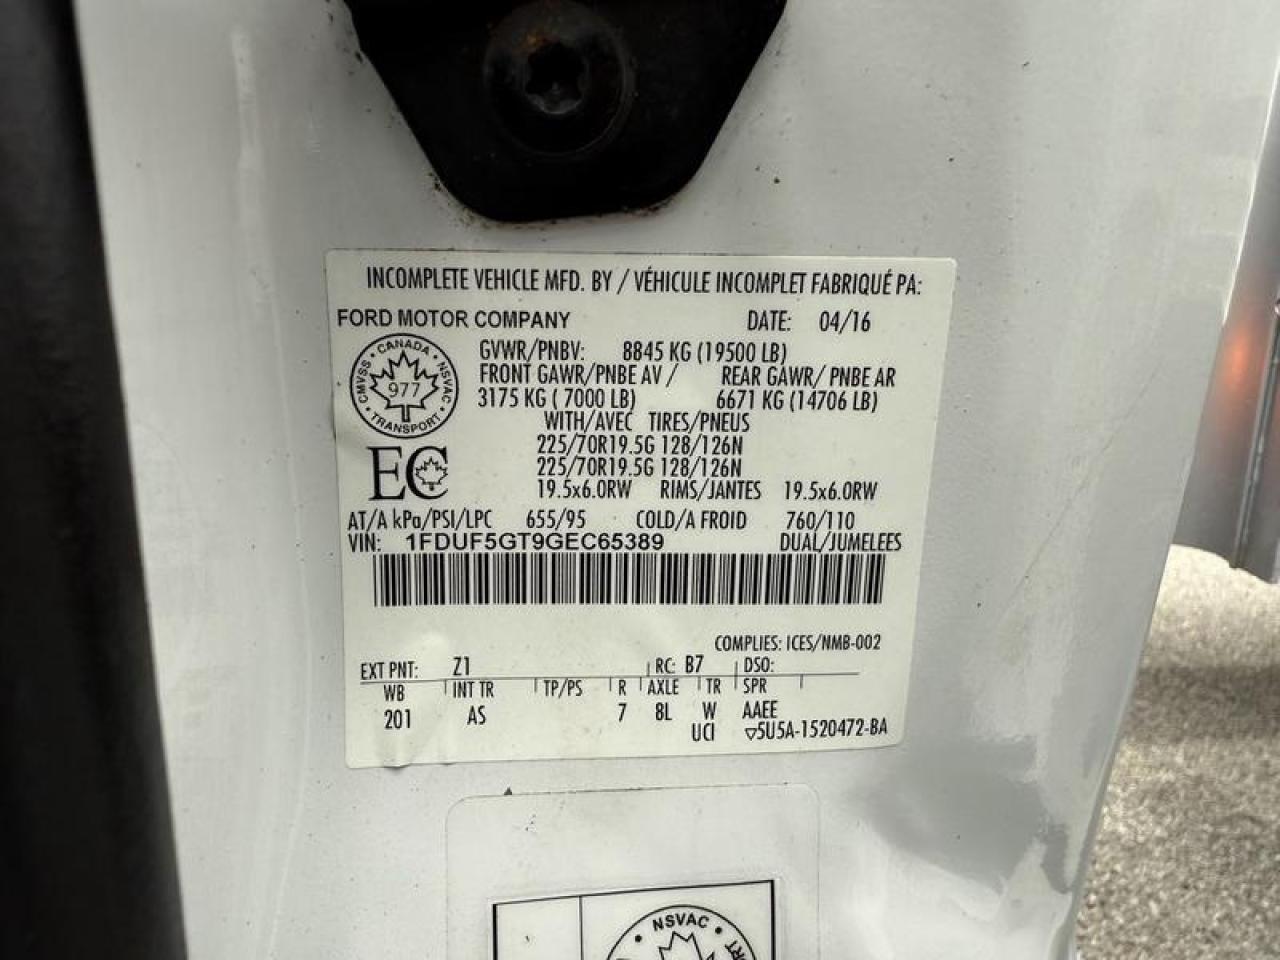 INCOMPLETE VEHICLE MFD. BY / VÉHICULE INCOMPLET FABRIQUÉ PA:
FORD MOTOR COMPANY DATE: 04/16
GVWR/PNBV: 8845 KG (19500 LB)
FRONT GAWR/PNBE AV / REAR GAWR/ PNBE AR
3175 KG ( 7000 LB) 6671 KG (14706 LB)
WITH/AVEC TIRES/PNEUS
225/70R19.5G 128/126N
225/70R19.5G 128/126N
19.5x6.0RW RIMS/JANTES 19.5x6.0RW
CANADA • NSVAC • TRANSPORT • CMVSS •
977
EC
AT/A kPa/PSI/LPC 655/95 COLD/A FROID 760/110
VIN: 1FDUF5GT9GEC65389 DUAL/JUMELEES
COMPLIES: ICES/NMB-002
EXT PNT: Z1 RC: B7 DSO:
WB INT TR TP/PS R AXLE TR SPR
201 AS 7 8L W AAEE
UCI ▽5U5A-1520472-BA
• NSVAC •